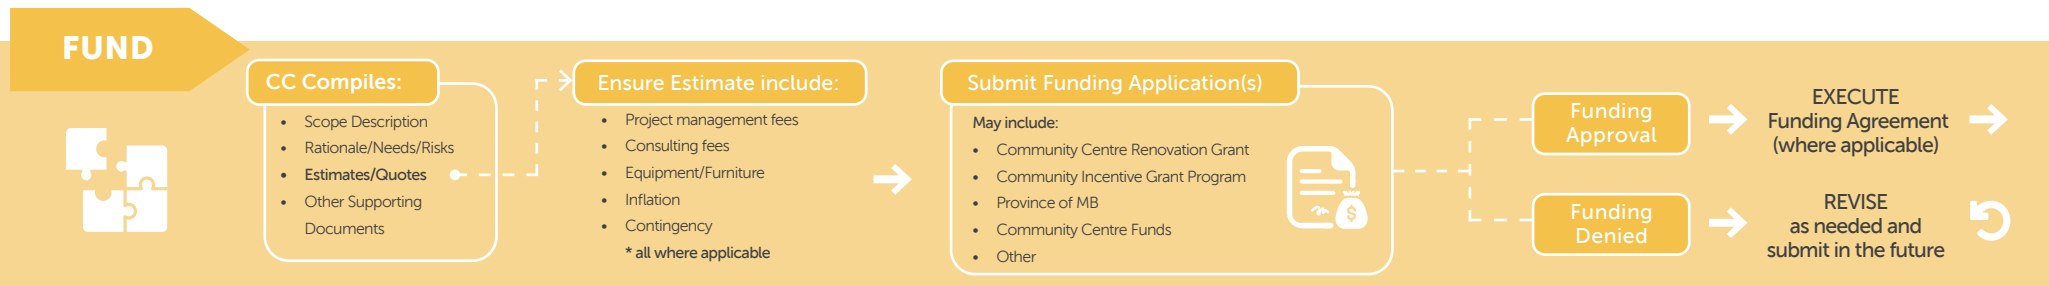 FUND
CC Compiles:
• Scope Description
• Rationale/Needs/Risks
• Estimates/Quotes
• Other Supporting
Documents
Ensure Estimate include:
• Project management fees
• Consulting fees
• Equipment/Furniture
• Inflation
• Contingency
* all where applicable
Submit Funding Application(s)
May include:
• Community Centre Renovation Grant
• Community Incentive Grant Program
• Province of MB
• Community Centre Funds
• Other
$
Funding
Approval
EXECUTE
Funding Agreement
(where applicable)
Funding
Denied
REVISE
as needed and
submit in the future